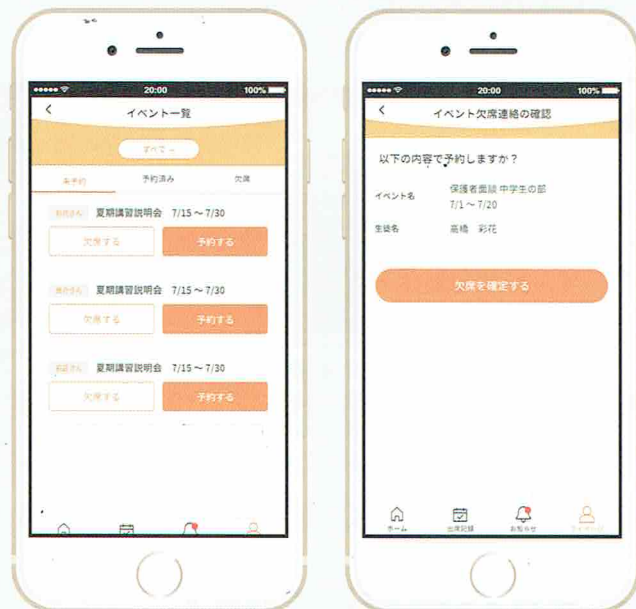 20:00
100%
イベント一覧
すべて
未予約 予約済み 欠席
夏期講習説明会 7/15 ～ 7/30
欠席する 予約する
夏期講習説明会 7/15 ～ 7/30
欠席する 予約する
夏期講習説明会 7/15 ～ 7/30
欠席する 予約する
20:00
100%
イベント欠席連絡の確認
以下の内容で予約しますか？
イベント名 保護者面談 中学生の部
7/1 ～ 7/20
生徒名 高橋 彩花
欠席を確定する
ホーム 出席記録 お知らせ マイページ